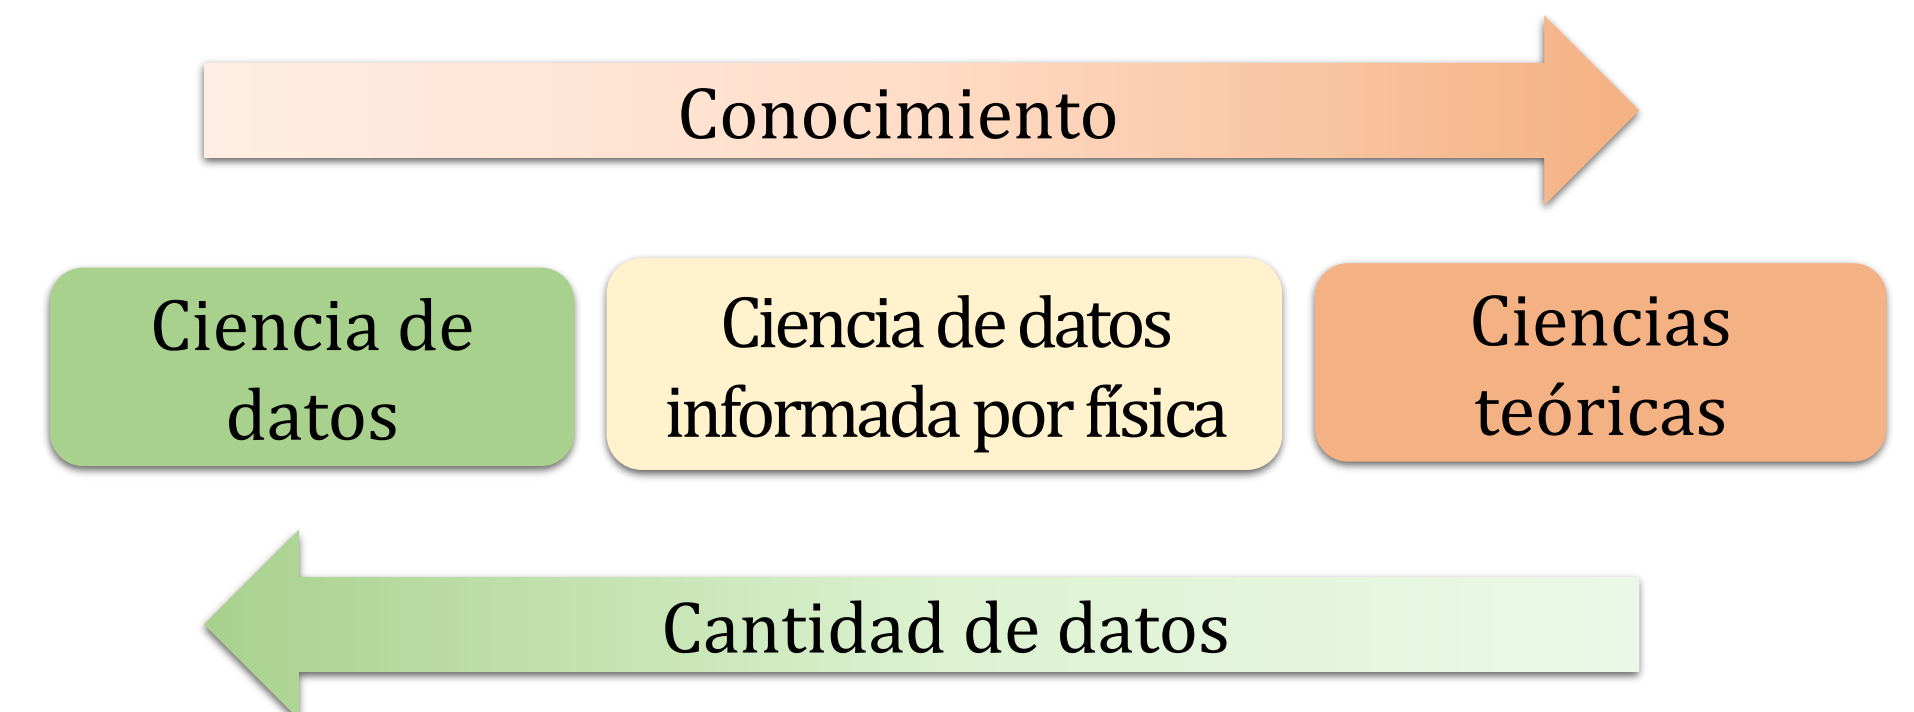 Conocimiento
Ciencia de
datos
Ciencia de datos
informada por física
Ciencias
teóricas
Cantidad de datos